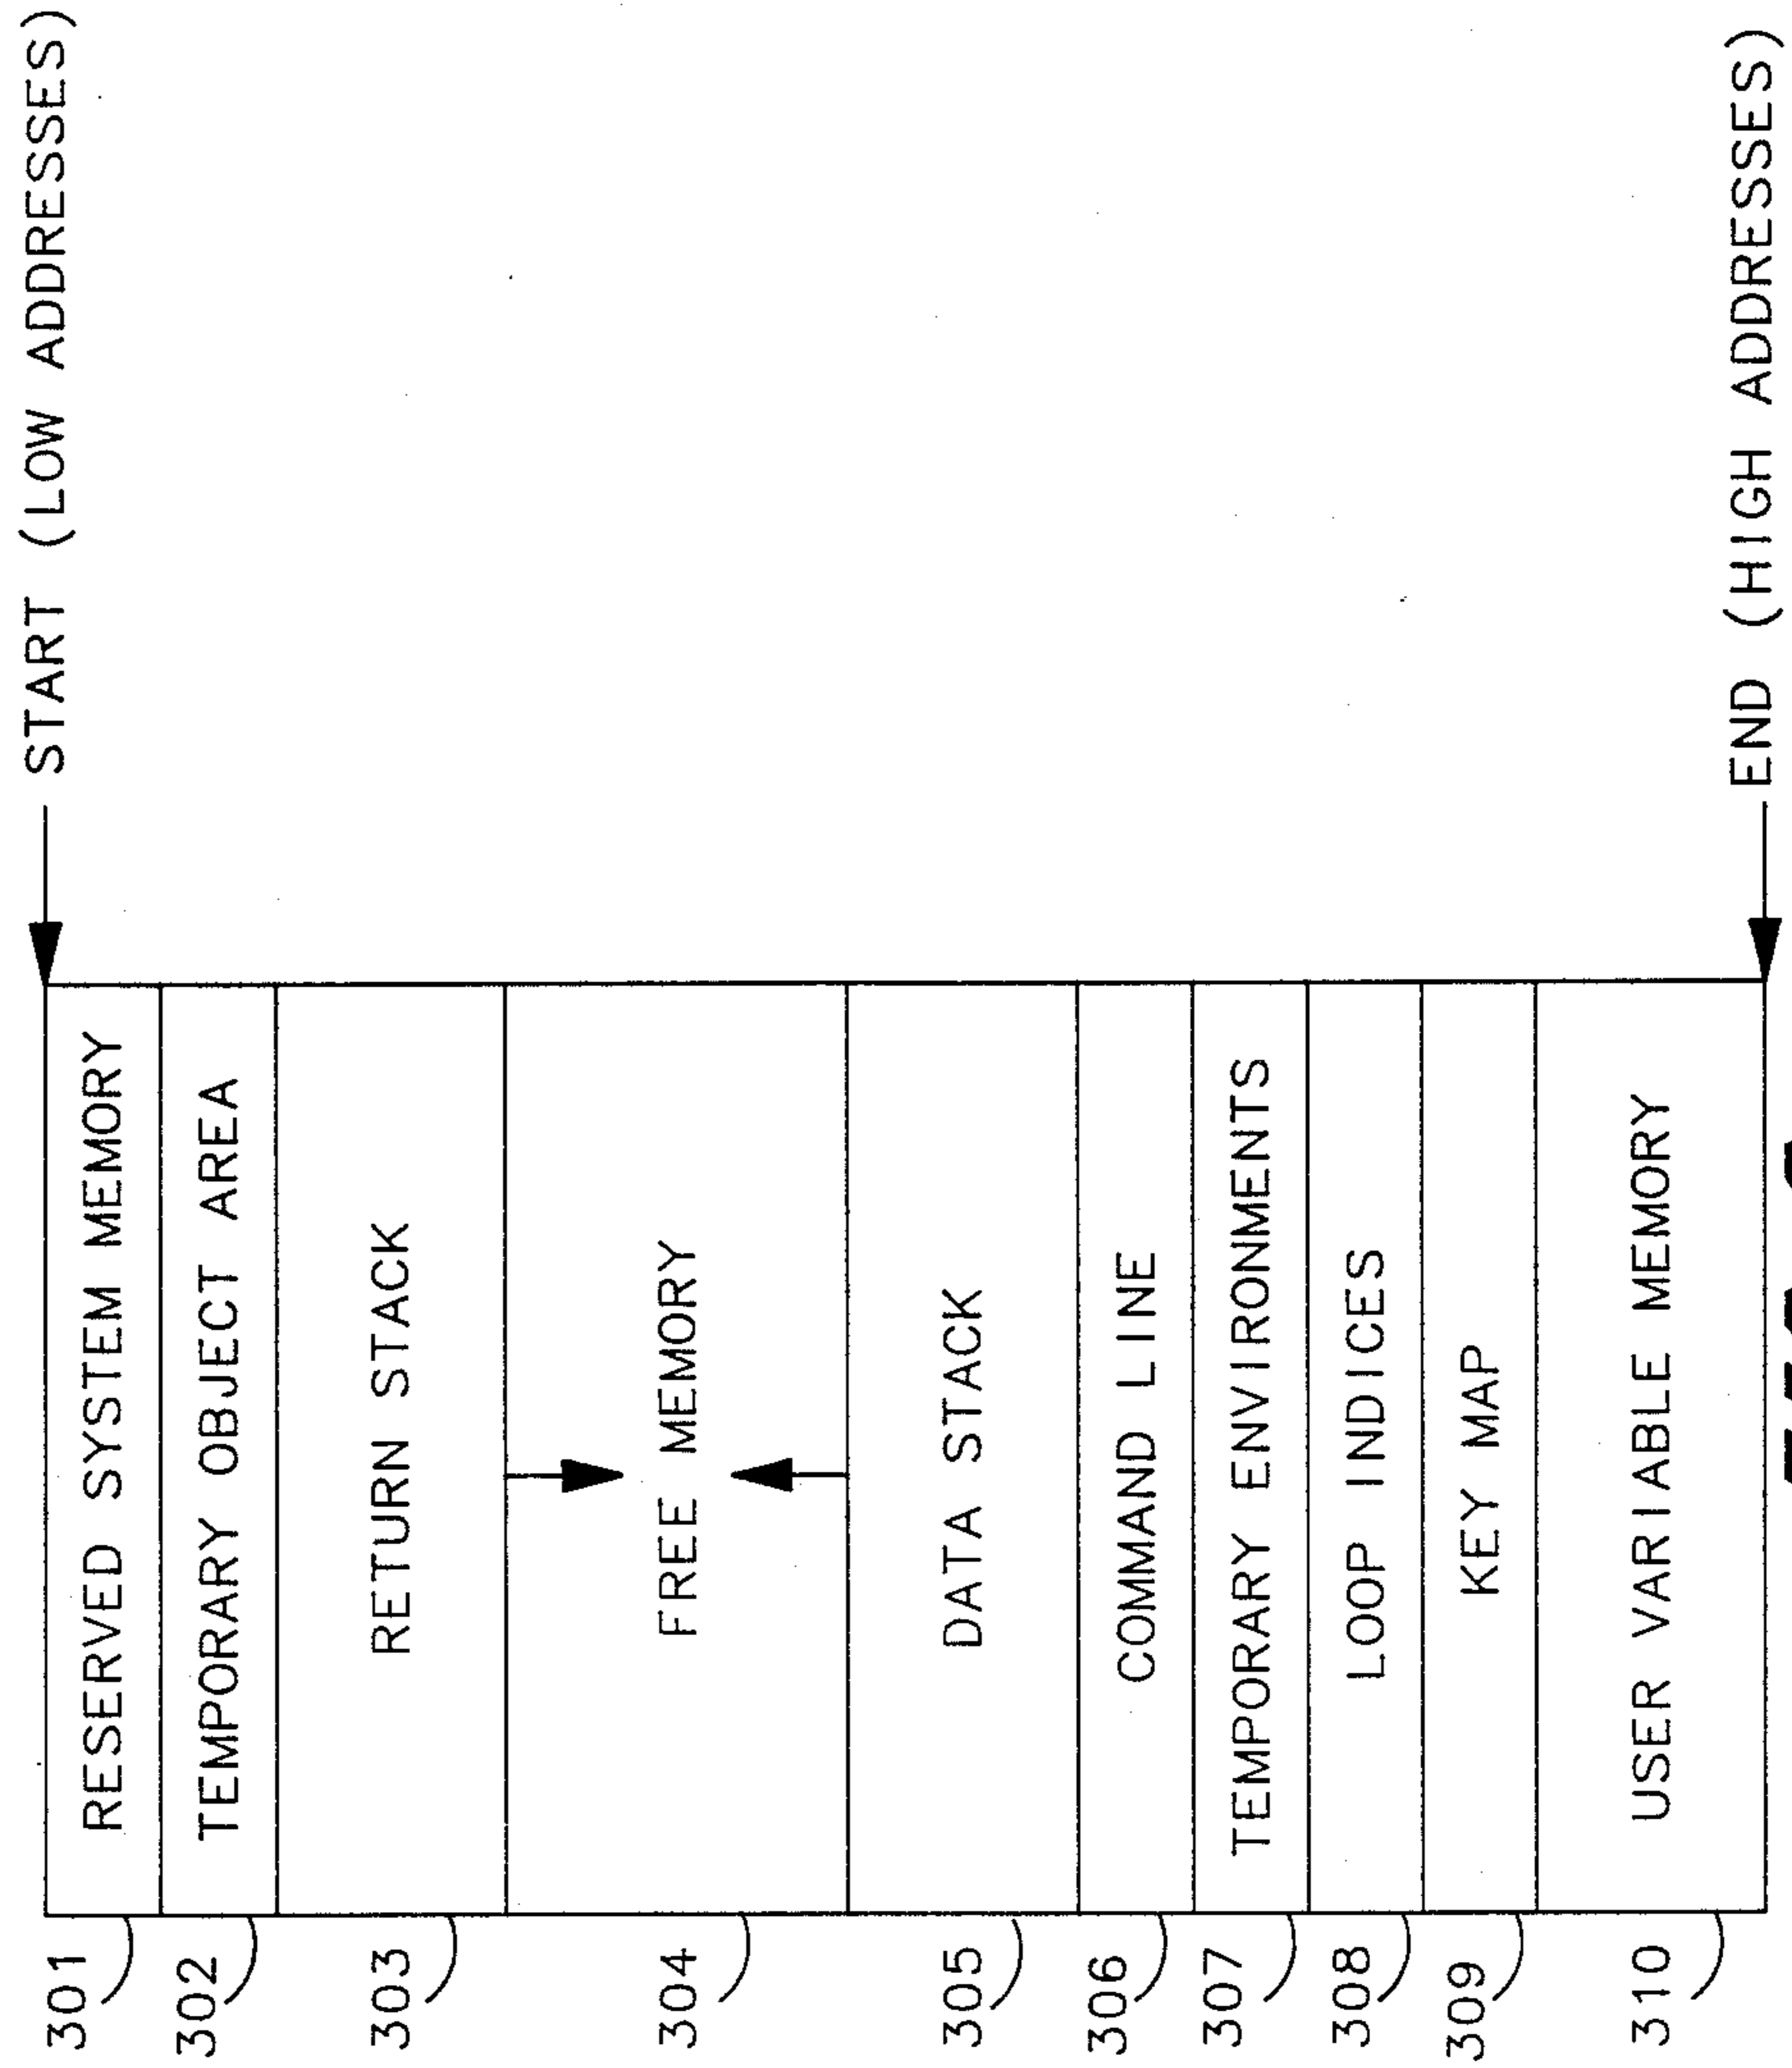 START (LOW ADDRESSES)
301 RESERVED SYSTEM MEMORY
302 TEMPORARY OBJECT AREA
303 RETURN STACK
304 FREE MEMORY
305 DATA STACK
306 COMMAND LINE
307 TEMPORARY ENVIRONMENTS
308 LOOP INDICES
309 KEY MAP
310 USER VARIABLE MEMORY
END (HIGH ADDRESSES)